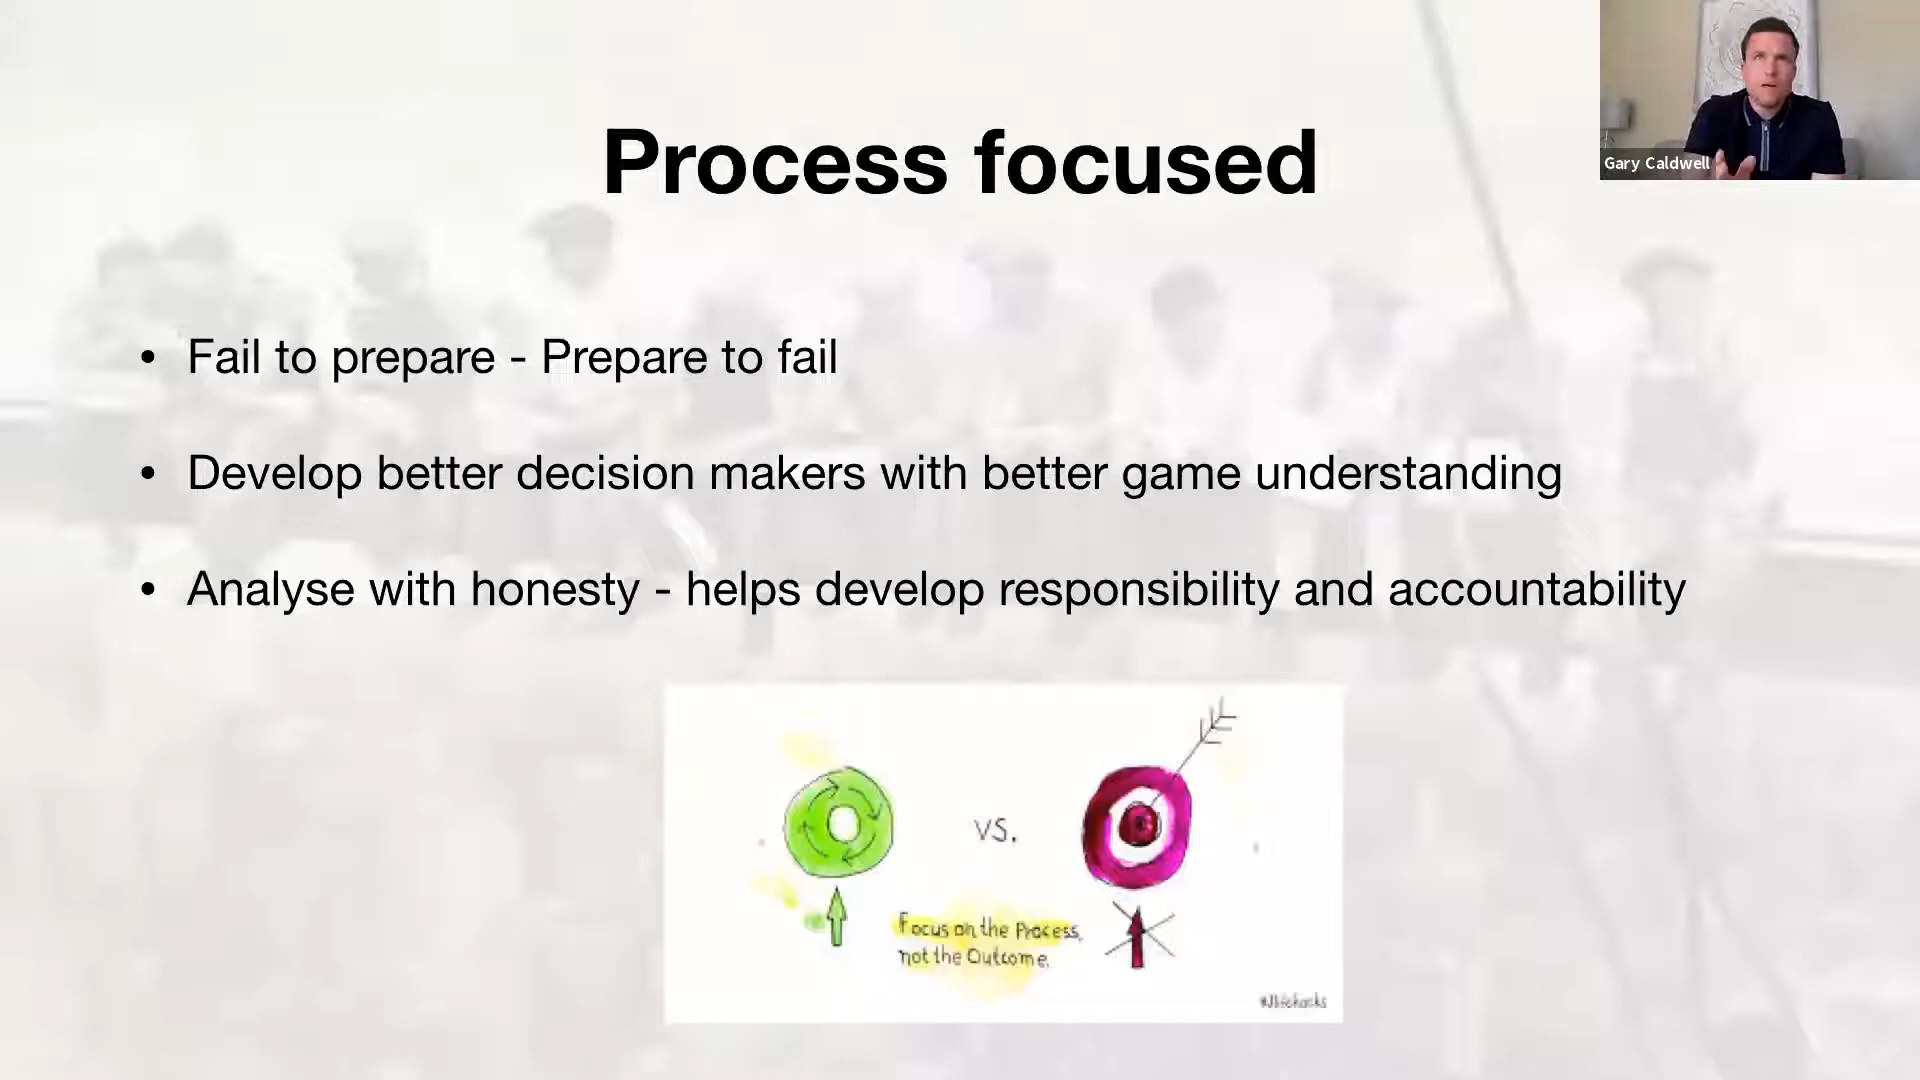 Process focused
Gary Caldwell
• Fail to prepare - Prepare to fail
• Develop better decision makers with better game understanding
• Analyse with honesty - helps develop responsibility and accountability
vs.
Focus on the Process,
not the Outcome.